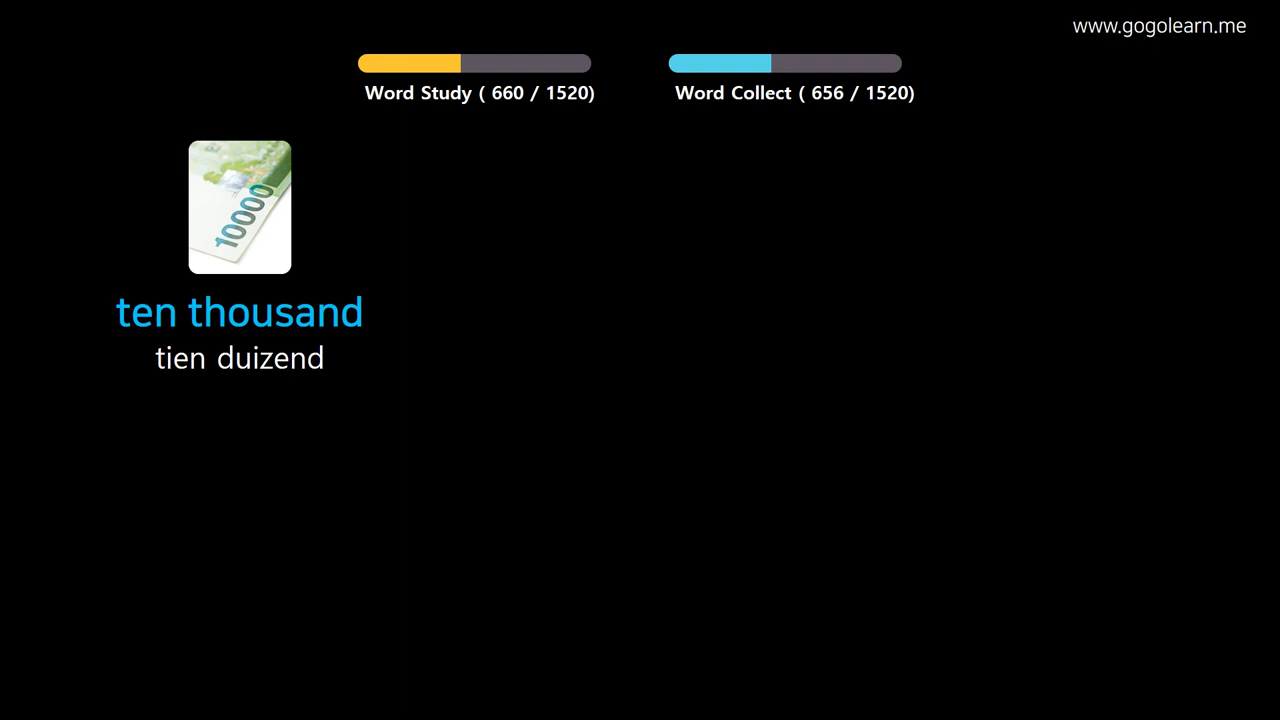 www.gogolearn.me
Word Study ( 660 / 1520)
Word Collect ( 656 / 1520)
10000
ten thousand
tien duizend